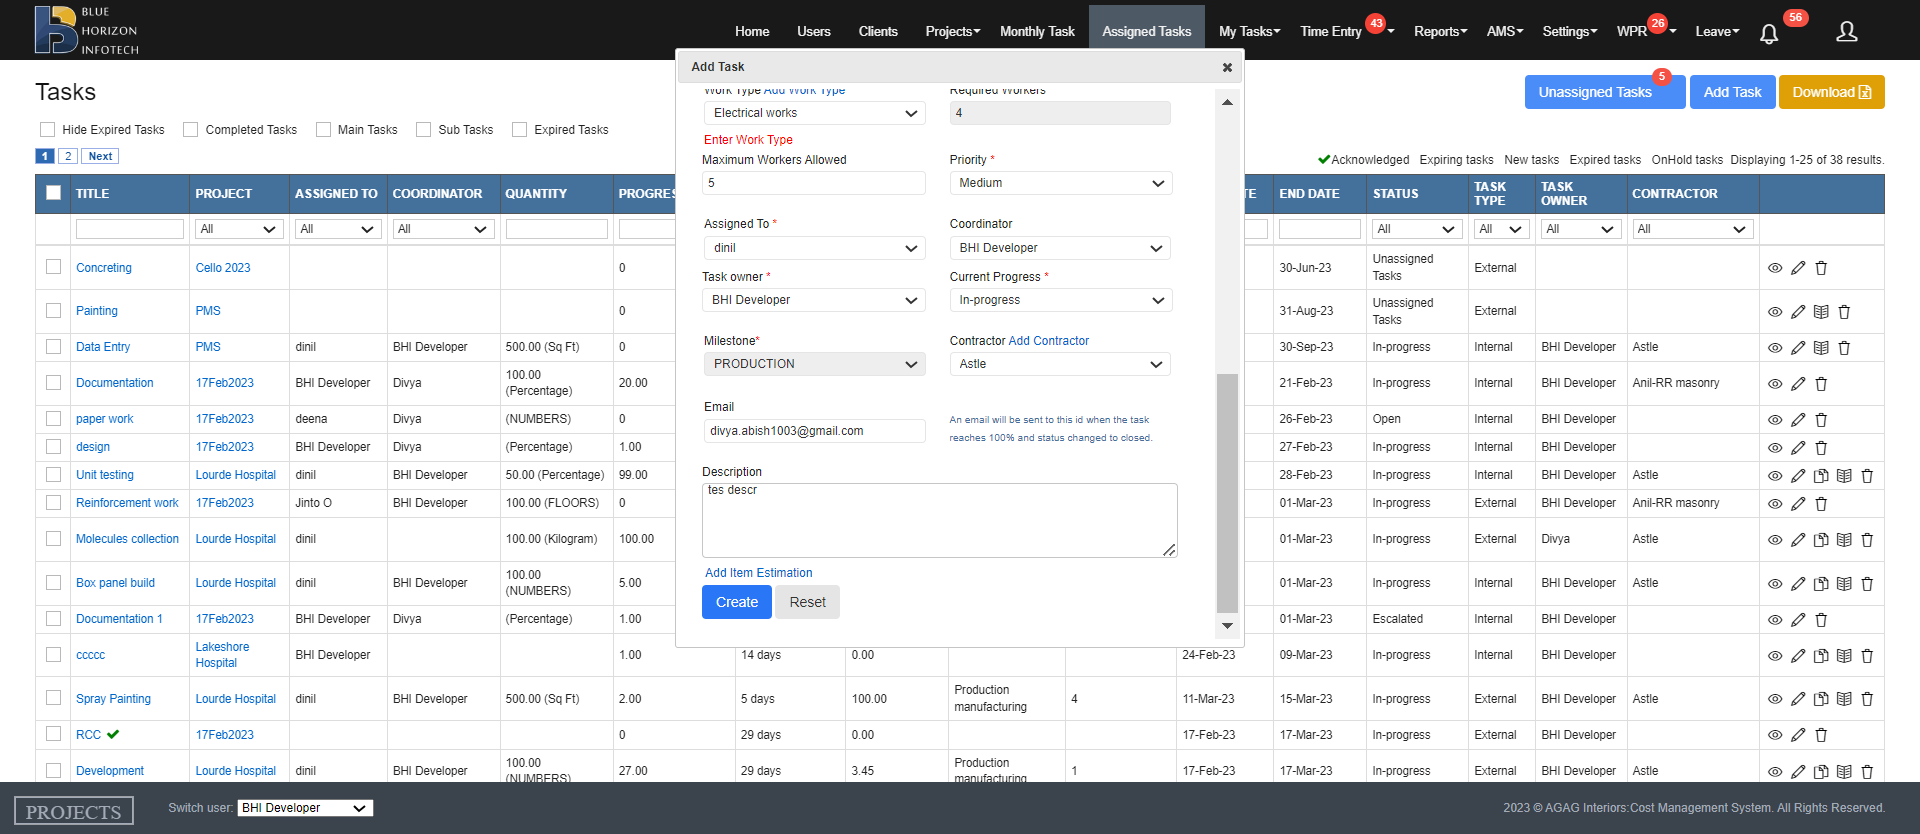 BLUE
HORIZON
INFOTECH
Home Users Clients Projects Monthly Task Assigned Tasks My Tasks Time Entry 43 Reports AMS Settings WPR 26 Leave 56
Tasks
Unassigned Tasks 5 Add Task Download
Hide Expired Tasks Completed Tasks Main Tasks Sub Tasks Expired Tasks
1 2 Next
Acknowledged Expiring tasks New tasks Expired tasks OnHold tasks Displaying 1-25 of 38 results.
TITLE PROJECT ASSIGNED TO COORDINATOR QUANTITY PROGRES TE END DATE STATUS TASK TYPE TASK OWNER CONTRACTOR
All All All All All All All
Concreting Cello 2023 0 30-Jun-23 Unassigned Tasks External
Painting PMS 0 31-Aug-23 Unassigned Tasks External
Data Entry PMS dinil BHI Developer 500.00 (Sq Ft) 0 30-Sep-23 In-progress Internal BHI Developer Astle
Documentation 17Feb2023 BHI Developer Divya 100.00 (Percentage) 20.00 21-Feb-23 In-progress Internal BHI Developer Anil-RR masonry
paper work 17Feb2023 deena Divya (NUMBERS) 0 26-Feb-23 Open Internal BHI Developer
design 17Feb2023 BHI Developer Divya (Percentage) 1.00 27-Feb-23 In-progress Internal BHI Developer
Unit testing Lourde Hospital dinil BHI Developer 50.00 (Percentage) 99.00 28-Feb-23 In-progress Internal BHI Developer Astle
Reinforcement work 17Feb2023 Jinto O BHI Developer 100.00 (FLOORS) 0 01-Mar-23 In-progress External BHI Developer Anil-RR masonry
Molecules collection Lourde Hospital dinil 100.00 (Kilogram) 100.00 01-Mar-23 In-progress External Divya Astle
Box panel build Lourde Hospital dinil BHI Developer 100.00 (NUMBERS) 5.00 01-Mar-23 In-progress Internal BHI Developer Astle
Documentation 1 17Feb2023 BHI Developer Divya (Percentage) 1.00 01-Mar-23 Escalated Internal BHI Developer
ccccc Lakeshore Hospital BHI Developer 1.00 14 days 0.00 24-Feb-23 09-Mar-23 In-progress Internal BHI Developer
Spray Painting Lourde Hospital dinil BHI Developer 500.00 (Sq Ft) 2.00 5 days 100.00 Production manufacturing 4 11-Mar-23 15-Mar-23 In-progress External BHI Developer Astle
RCC 17Feb2023 0 29 days 0.00 17-Feb-23 17-Mar-23 In-progress External BHI Developer
Development Lourde Hospital dinil BHI Developer 100.00 (NUMBERS) 27.00 29 days 3.45 Production manufacturing 1 17-Feb-23 17-Mar-23 In-progress External BHI Developer Astle
Add Task
Work Type Add Work Type Required Workers
Electrical works 4
Enter Work Type
Maximum Workers Allowed Priority *
5 Medium
Assigned To * Coordinator
dinil BHI Developer
Task owner * Current Progress *
BHI Developer In-progress
Milestone* Contractor Add Contractor
PRODUCTION Astle
Email
divya.abish1003@gmail.com
An email will be sent to this id when the task
reaches 100% and status changed to closed.
Description
tes descr
Add Item Estimation
Create Reset
PROJECTS Switch user: BHI Developer 2023 © AGAG Interiors:Cost Management System. All Rights Reserved.